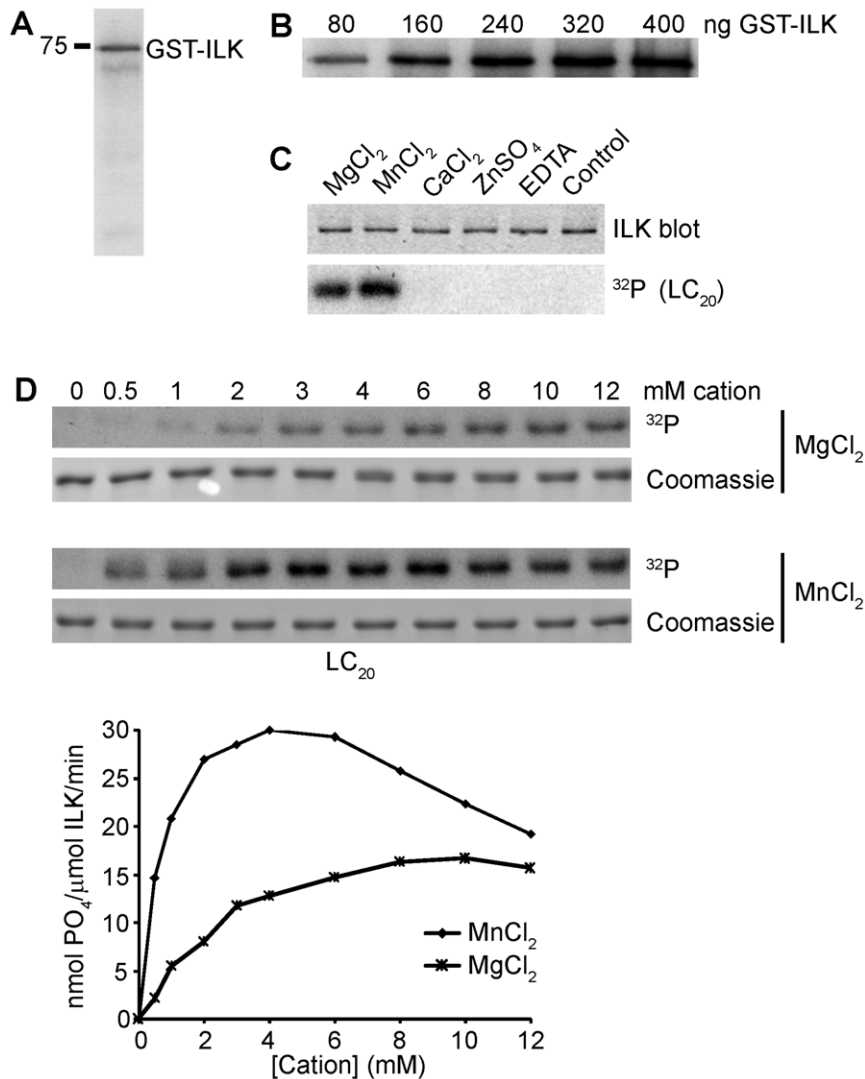 A
75
GST-ILK
B
80 160 240 320 400 ng GST-ILK
C
MgCl₂ MnCl₂ CaCl₂ ZnSO₄ EDTA Control
ILK blot
³²P (LC₂₀)
D
0 0.5 1 2 3 4 6 8 10 12 mM cation
³²P
Coomassie
MgCl₂
³²P
Coomassie
MnCl₂
LC₂₀
30
25
20
15
10
5
0
nmol PO₄/μmol ILK/min
MnCl₂
MgCl₂
0 2 4 6 8 10 12
[Cation] (mM)